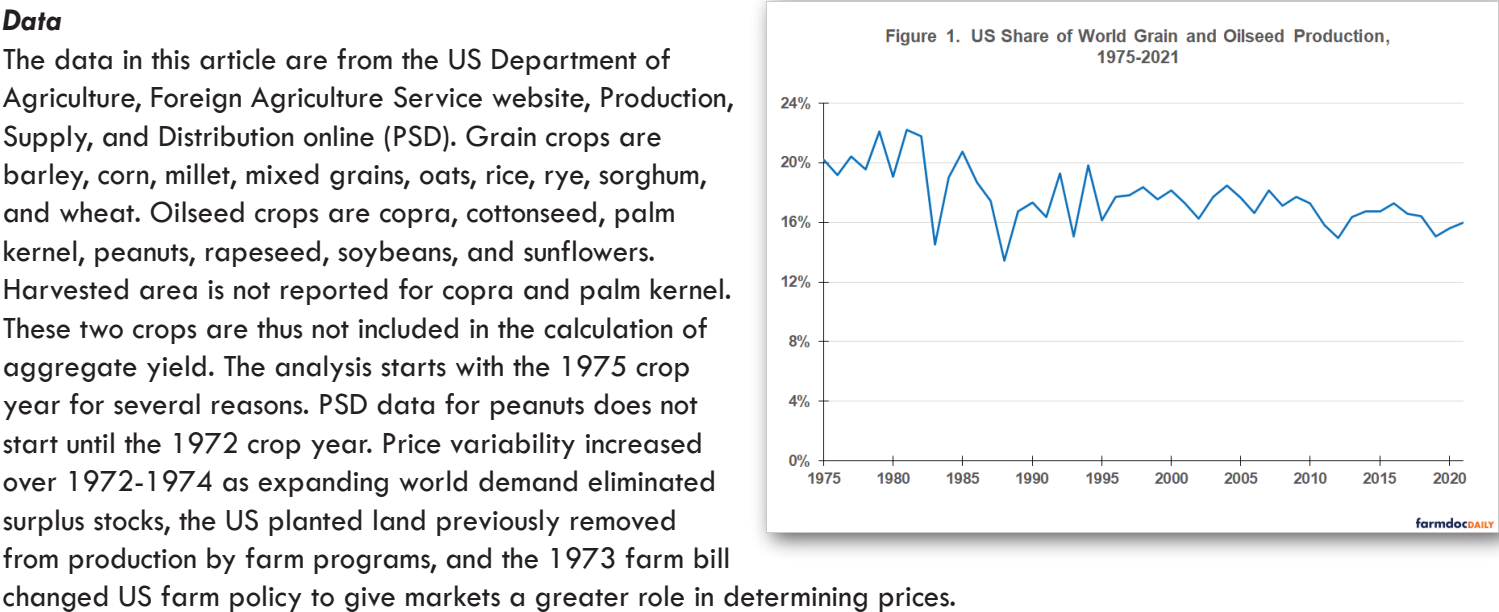 Data
The data in this article are from the US Department of
Agriculture, Foreign Agriculture Service website, Production,
Supply, and Distribution online (PSD). Grain crops are
barley, corn, millet, mixed grains, oats, rice, rye, sorghum,
and wheat. Oilseed crops are copra, cottonseed, palm
kernel, peanuts, rapeseed, soybeans, and sunflowers.
Harvested area is not reported for copra and palm kernel.
These two crops are thus not included in the calculation of
aggregate yield. The analysis starts with the 1975 crop
year for several reasons. PSD data for peanuts does not
start until the 1972 crop year. Price variability increased
over 1972-1974 as expanding world demand eliminated
surplus stocks, the US planted land previously removed
from production by farm programs, and the 1973 farm bill
changed US farm policy to give markets a greater role in determining prices.
Figure 1. US Share of World Grain and Oilseed Production,
1975-2021
24%
20%
16%
12%
8%
4%
0%
1975 1980 1985 1990 1995 2000 2005 2010 2015 2020
farmdocDAILY